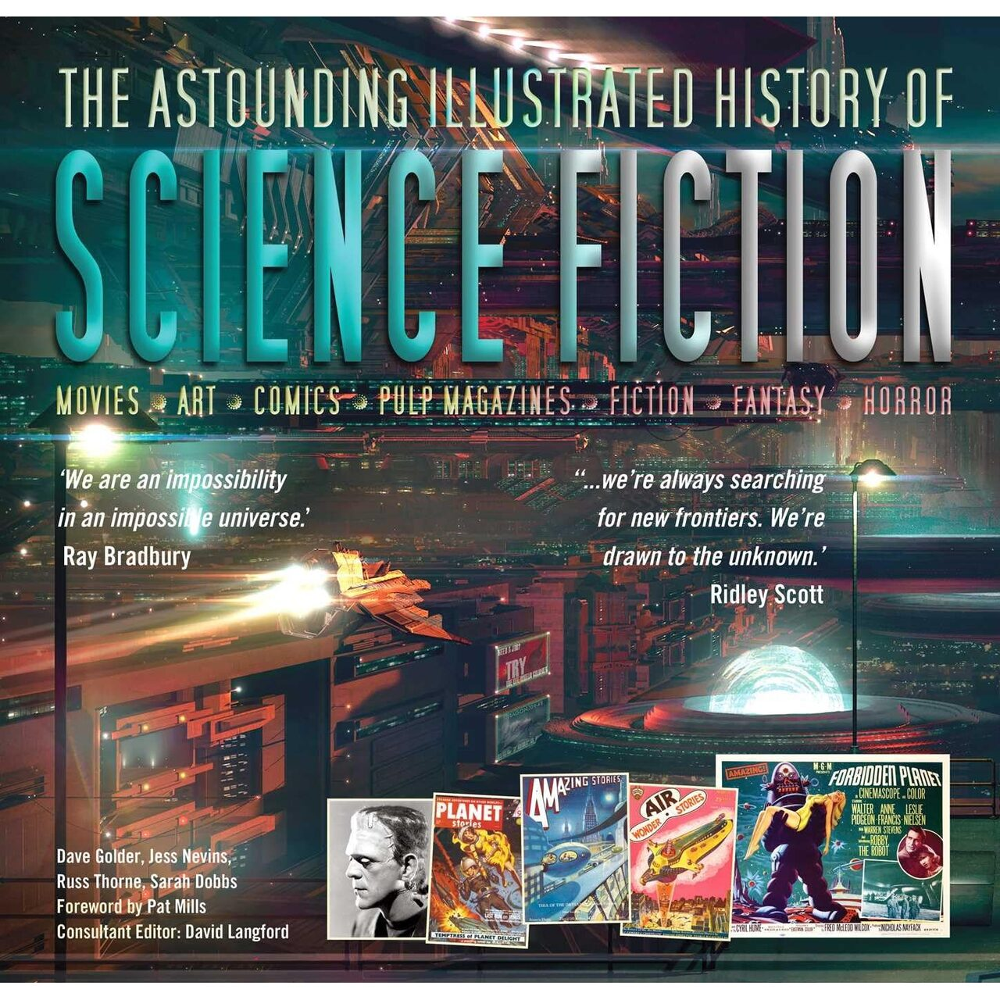 THE ASTOUNDING ILLUSTRATED HISTORY OF
SCIENCE FICTION
MOVIES ART COMICS PULP MAGAZINES FICTION FANTASY HORROR
‘We are an impossibility
in an impossible universe.’
Ray Bradbury
“...we’re always searching
for new frontiers. We’re
drawn to the unknown.’
Ridley Scott
TRY
Dave Golder, Jess Nevins,
Russ Thorne, Sarah Dobbs
Foreword by Pat Mills
Consultant Editor: David Langford
PLANET
stories
TEMPTRESS of PLANET DELIGHT
AMAZING STORIES
AIR
WONDER STORIES
AMAZING!
M-G-M
PRESENTS
FORBIDDEN PLANET
IN CINEMASCOPE AND COLOR
STARRING
WALTER ANNE LESLIE
PIDGEON·FRANCIS·NIELSEN
WITH WARREN STEVENS
ROBBY,
THE ROBOT
CYRIL HUME
FRED McLEOD WILCOX
NICHOLAS NAYFACK